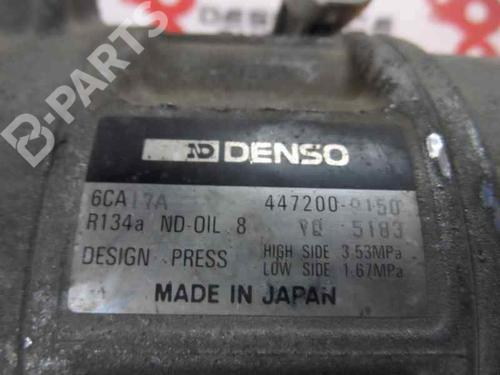 B-PARTS
ND DENSO
6CA17A 447200-9150
R134a ND-OIL 8 5183
DESIGN PRESS HIGH SIDE 3.53MPa
LOW SIDE 1.67MPa
MADE IN JAPAN